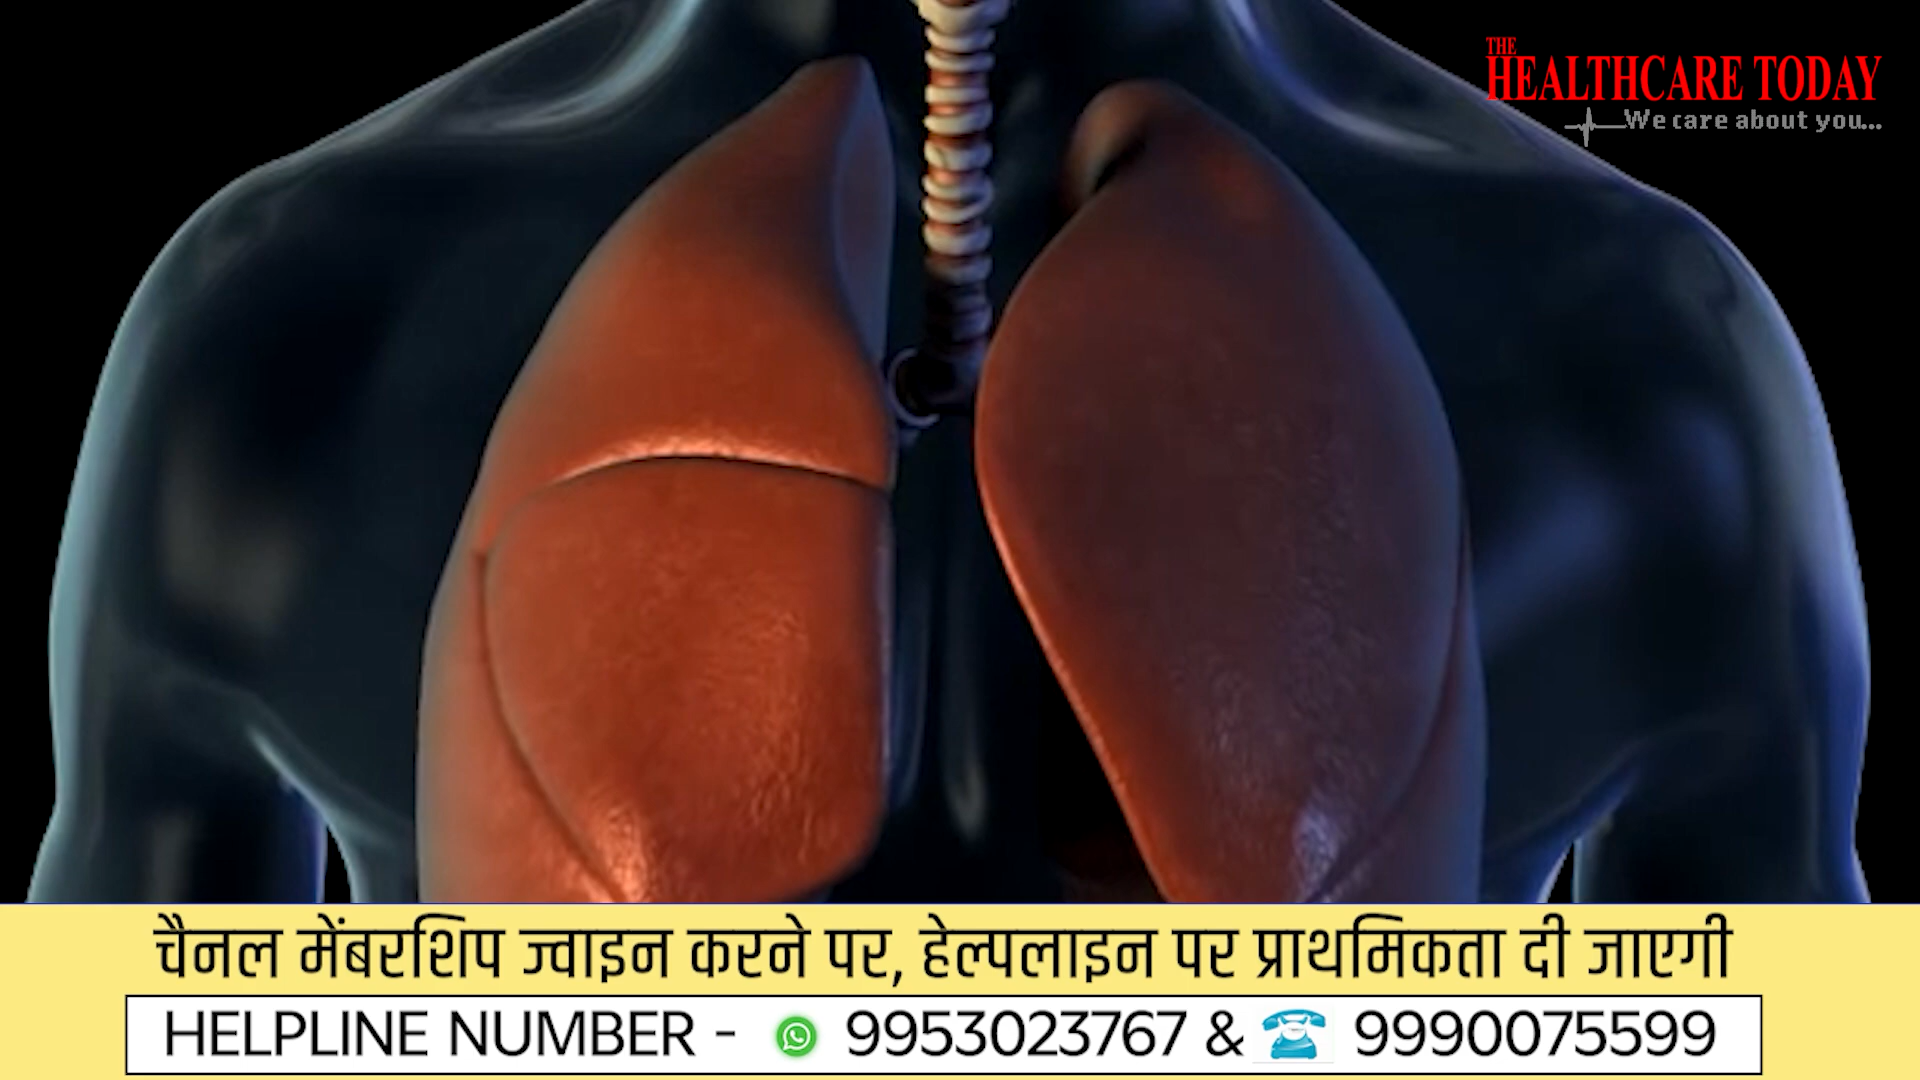 THE
HEALTHCARE TODAY
We care about you...
चैनल मेंबरशिप ज्वाइन करने पर, हेल्पलाइन पर प्राथमिकता दी जाएगी
HELPLINE NUMBER - 9953023767 & 9990075599